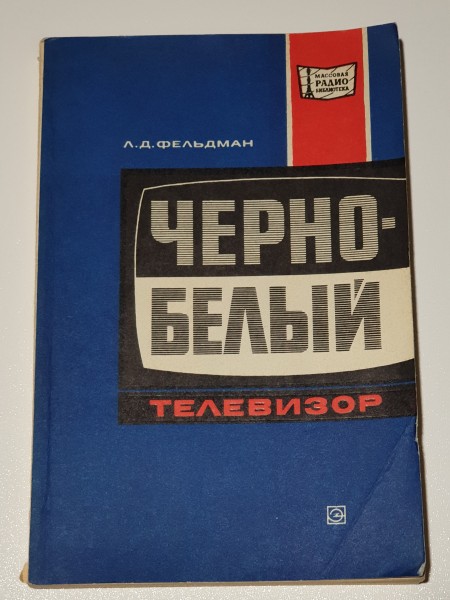 МАССОВАЯ
РАДИО
БИБЛИОТЕКА
Л.Д.ФЕЛЬДМАН
ЧЕРНО-
БЕЛЫЙ
ТЕЛЕВИЗОР